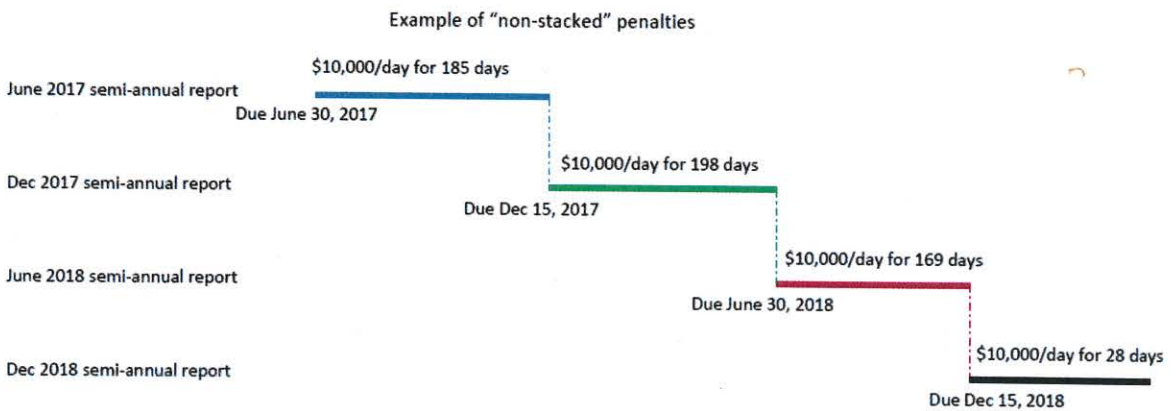 Example of “non-stacked” penalties
$10,000/day for 185 days
June 2017 semi-annual report
Due June 30, 2017
$10,000/day for 198 days
Dec 2017 semi-annual report
Due Dec 15, 2017
$10,000/day for 169 days
June 2018 semi-annual report
Due June 30, 2018
$10,000/day for 28 days
Dec 2018 semi-annual report
Due Dec 15, 2018